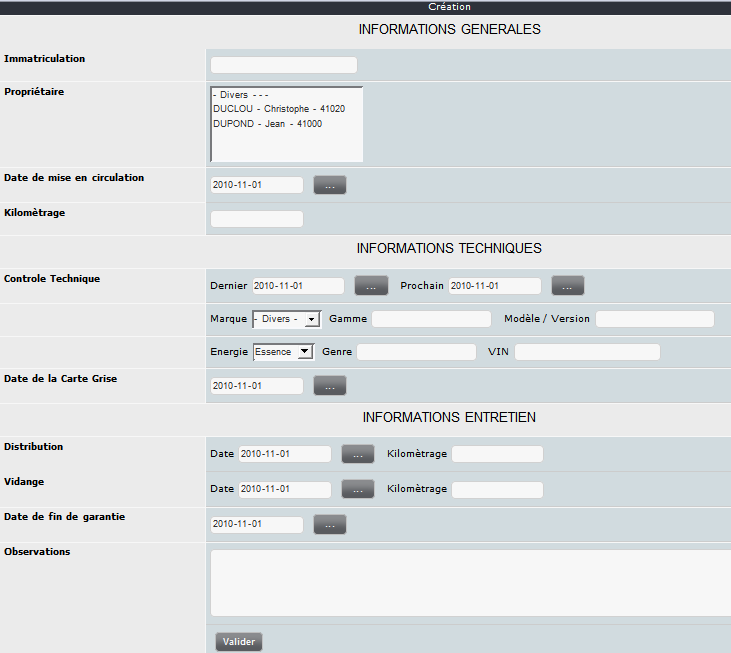 Création
INFORMATIONS GENERALES
Immatriculation
Propriétaire
- Divers - - -
DUCLOU - Christophe - 41020
DUPOND - Jean - 41000
Date de mise en circulation 2010-11-01 ...
Kilomètrage
INFORMATIONS TECHNIQUES
Controle Technique Dernier 2010-11-01 ... Prochain 2010-11-01 ...
Marque - Divers - Gamme Modèle / Version
Energie Essence Genre VIN
Date de la Carte Grise 2010-11-01 ...
INFORMATIONS ENTRETIEN
Distribution Date 2010-11-01 ... Kilomètrage
Vidange Date 2010-11-01 ... Kilomètrage
Date de fin de garantie 2010-11-01 ...
Observations
Valider